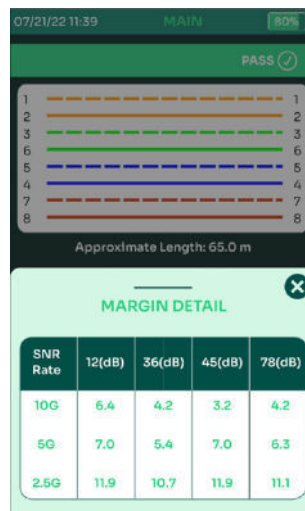 07/21/22 11:39 MAIN 80%
PASS
1 1
2 2
3 3
6 6
5 5
4 4
7 7
8 8
Approximate Length: 65.0 m
MARGIN DETAIL
SNR Rate 12(dB) 36(dB) 45(dB) 78(dB)
10G 6.4 4.2 3.2 4.2
5G 7.0 5.4 7.0 6.3
2.5G 11.9 10.7 11.9 11.1